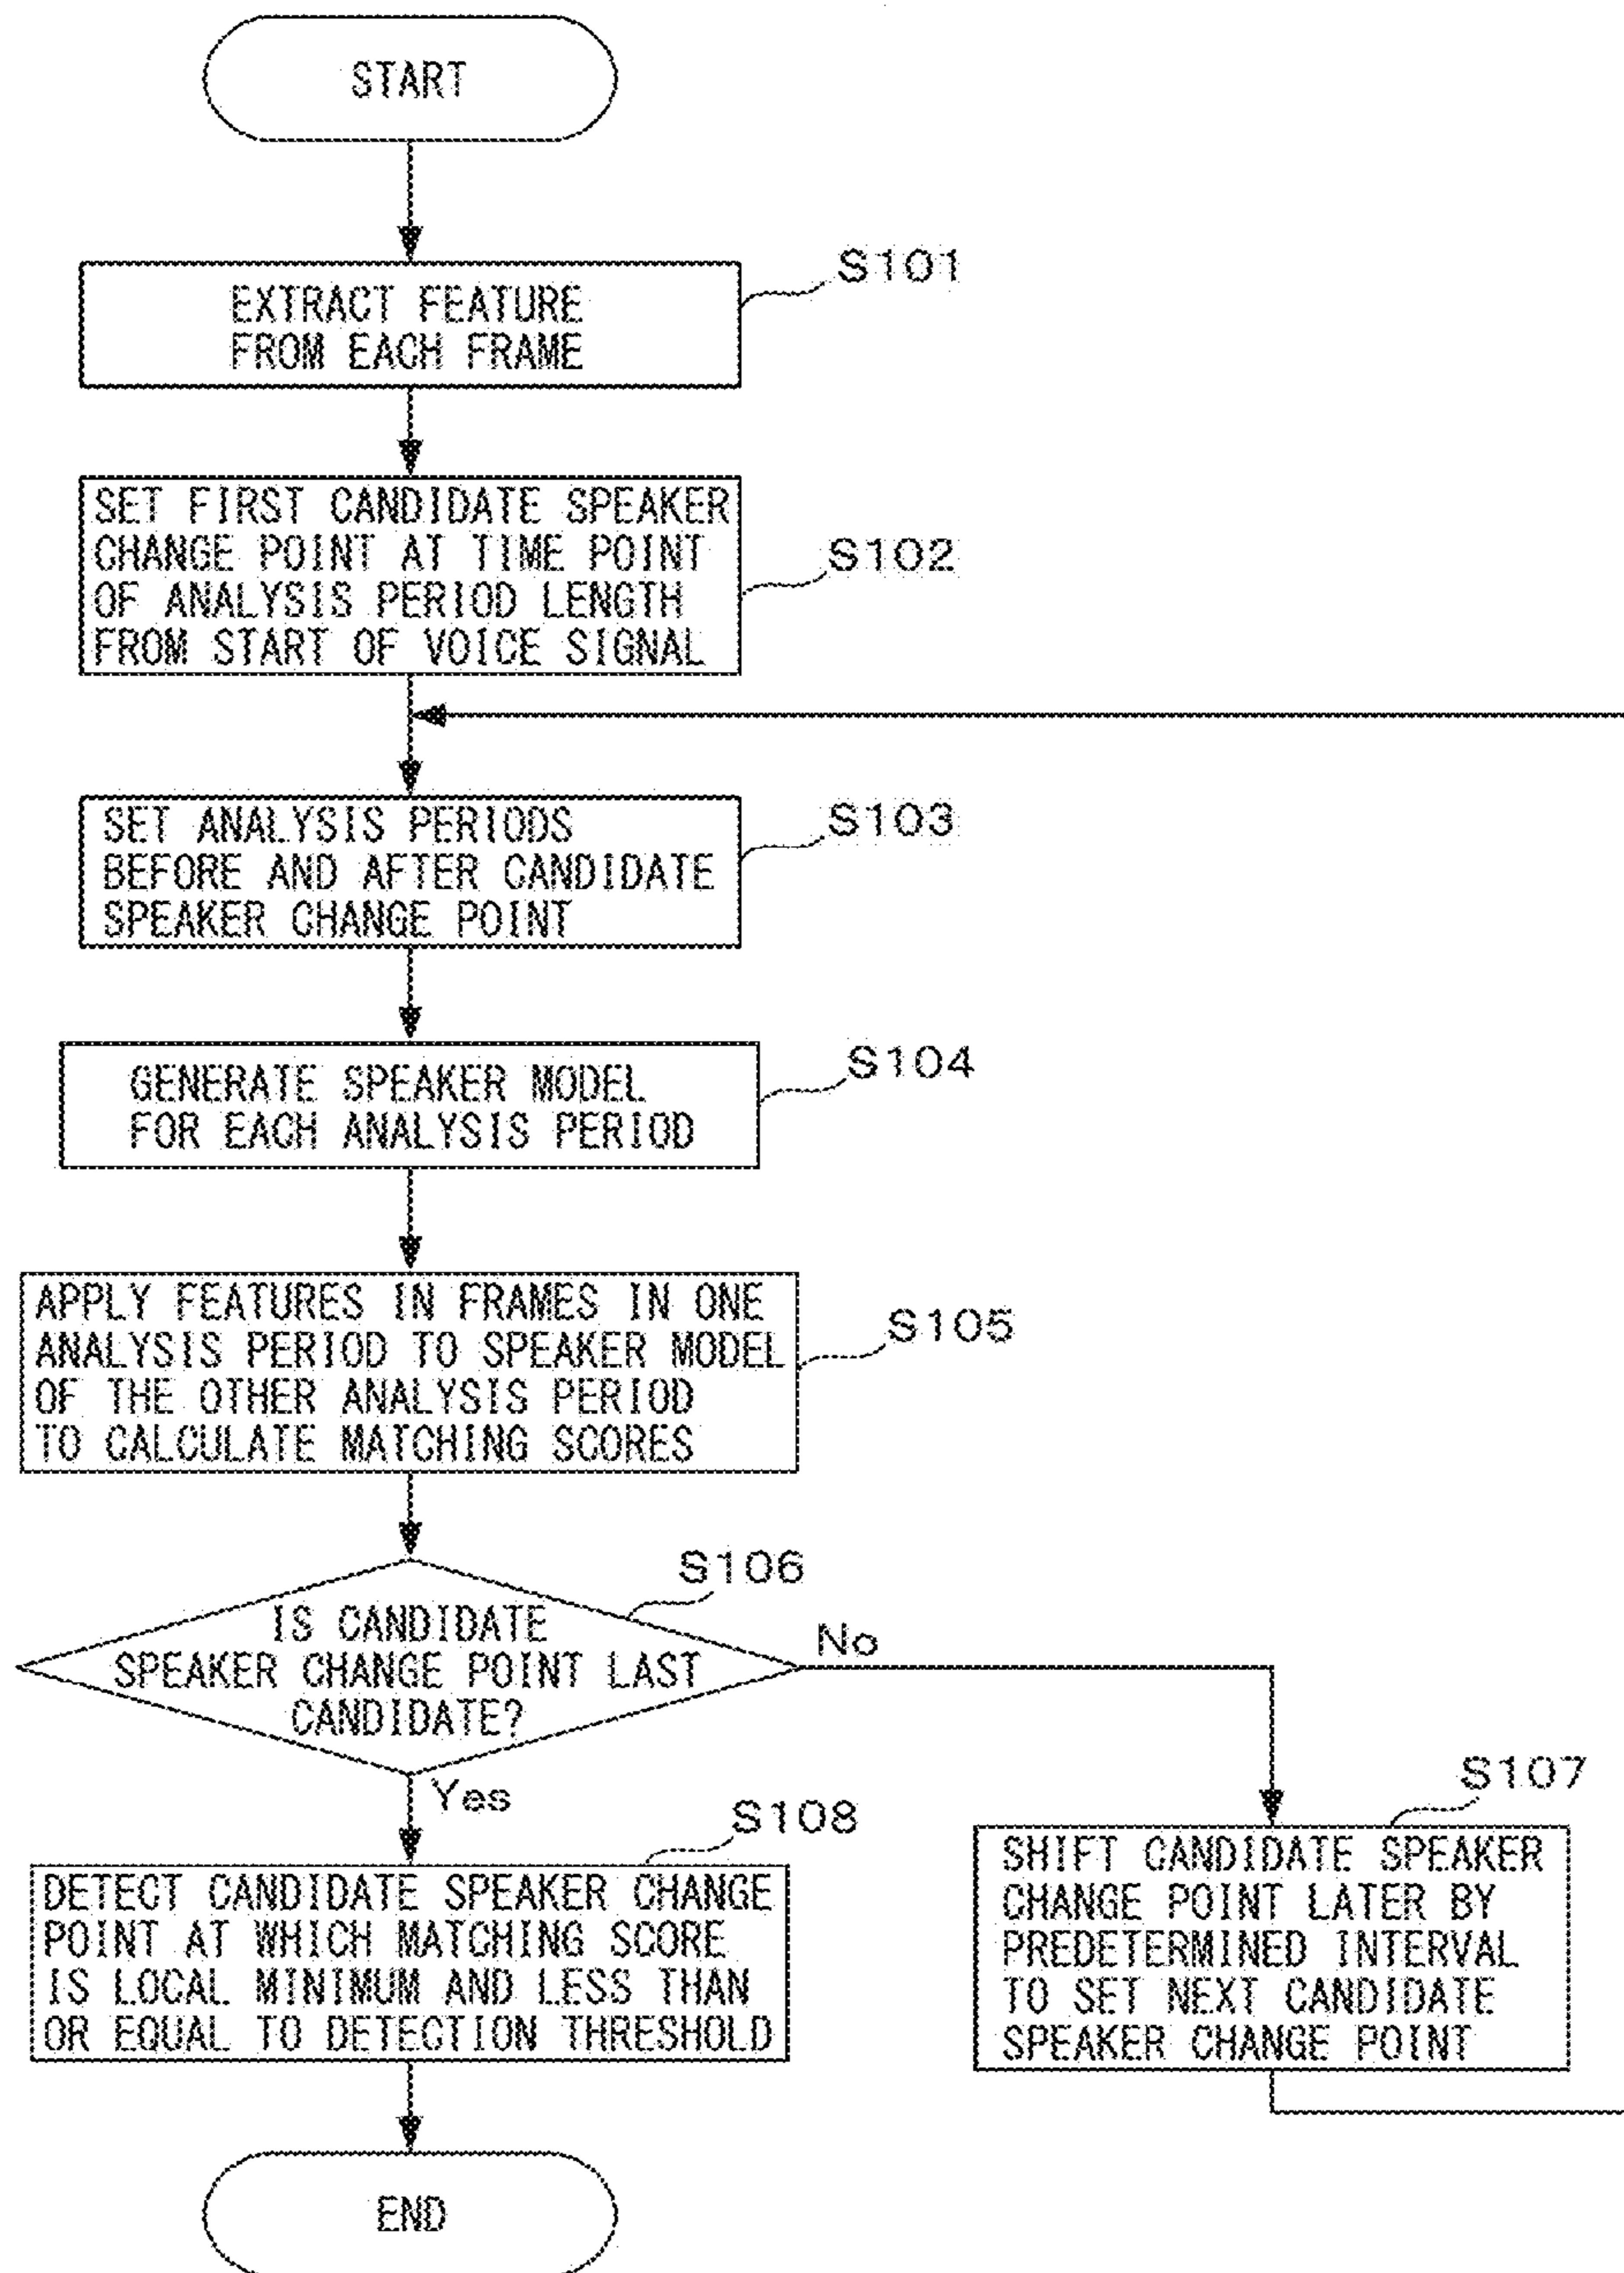 START
S101
EXTRACT FEATURE
FROM EACH FRAME
S102
SET FIRST CANDIDATE SPEAKER
CHANGE POINT AT TIME POINT
OF ANALYSIS PERIOD LENGTH
FROM START OF VOICE SIGNAL
S103
SET ANALYSIS PERIODS
BEFORE AND AFTER CANDIDATE
SPEAKER CHANGE POINT
S104
GENERATE SPEAKER MODEL
FOR EACH ANALYSIS PERIOD
S105
APPLY FEATURES IN FRAMES IN ONE
ANALYSIS PERIOD TO SPEAKER MODEL
OF THE OTHER ANALYSIS PERIOD
TO CALCULATE MATCHING SCORES
S106
IS CANDIDATE
SPEAKER CHANGE POINT LAST
CANDIDATE?
No
Yes
S107
SHIFT CANDIDATE SPEAKER
CHANGE POINT LATER BY
PREDETERMINED INTERVAL
TO SET NEXT CANDIDATE
SPEAKER CHANGE POINT
S108
DETECT CANDIDATE SPEAKER CHANGE
POINT AT WHICH MATCHING SCORE
IS LOCAL MINIMUM AND LESS THAN
OR EQUAL TO DETECTION THRESHOLD
END